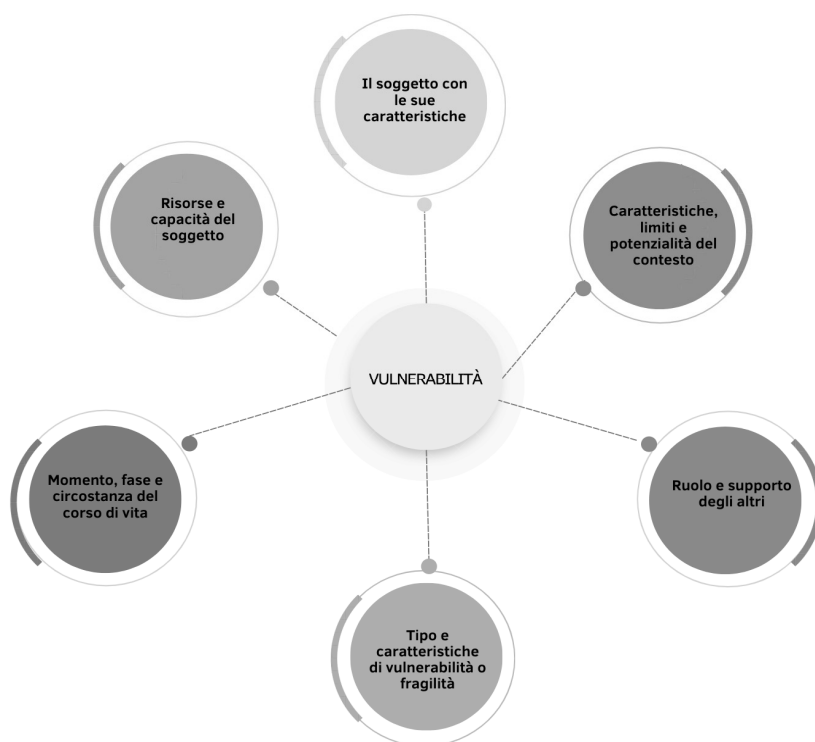 Il soggetto con
le sue
caratteristiche
Risorse e
capacità del
soggetto
Caratteristiche,
limiti e
potenzialità del
contesto
VULNERABILITÀ
Momento, fase e
circostanza del
corso di vita
Ruolo e supporto
degli altri
Tipo e
caratteristiche
di vulnerabilità o
fragilità